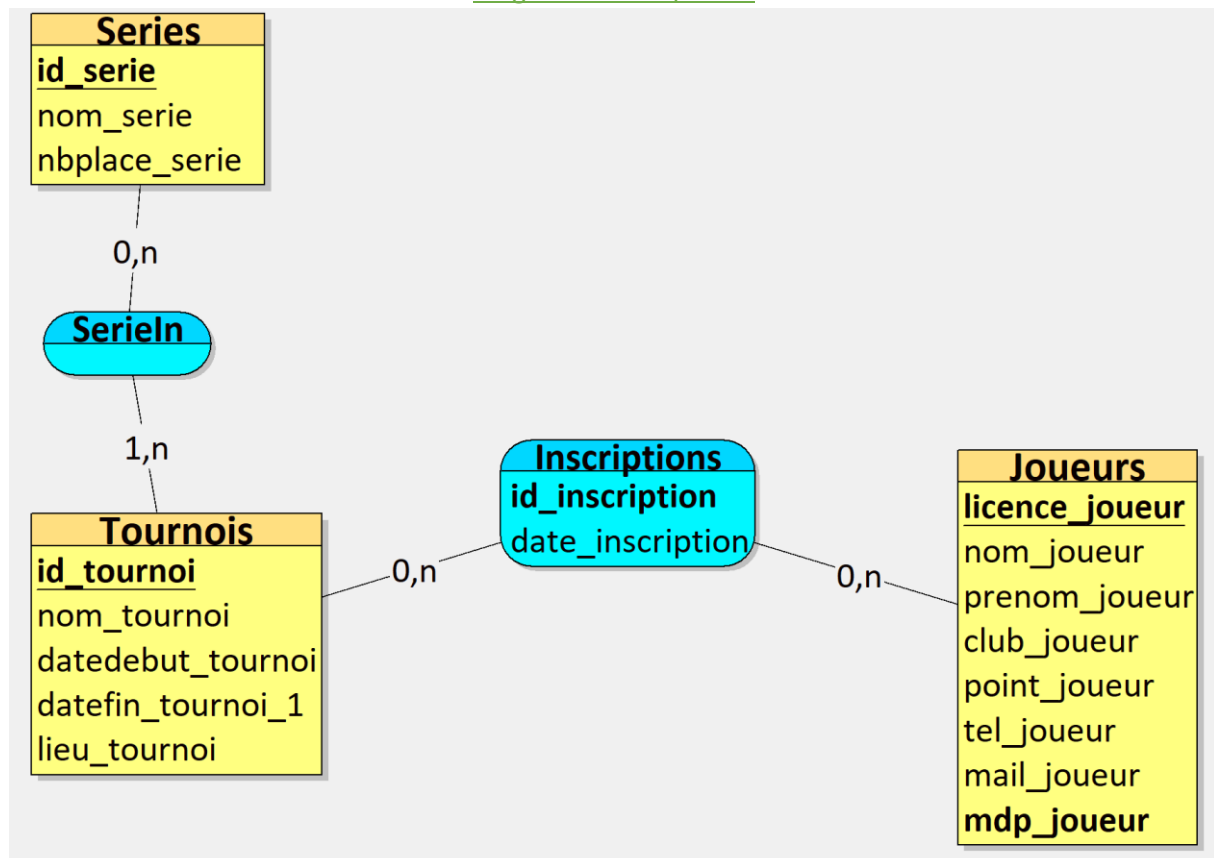 Series
id_serie
nom_serie
nbplace_serie
0,n
SerieIn
1,n
Tournois
id_tournoi
nom_tournoi
datedebut_tournoi
datefin_tournoi_1
lieu_tournoi
0,n
Inscriptions
id_inscription
date_inscription
0,n
Joueurs
licence_joueur
nom_joueur
prenom_joueur
club_joueur
point_joueur
tel_joueur
mail_joueur
mdp_joueur